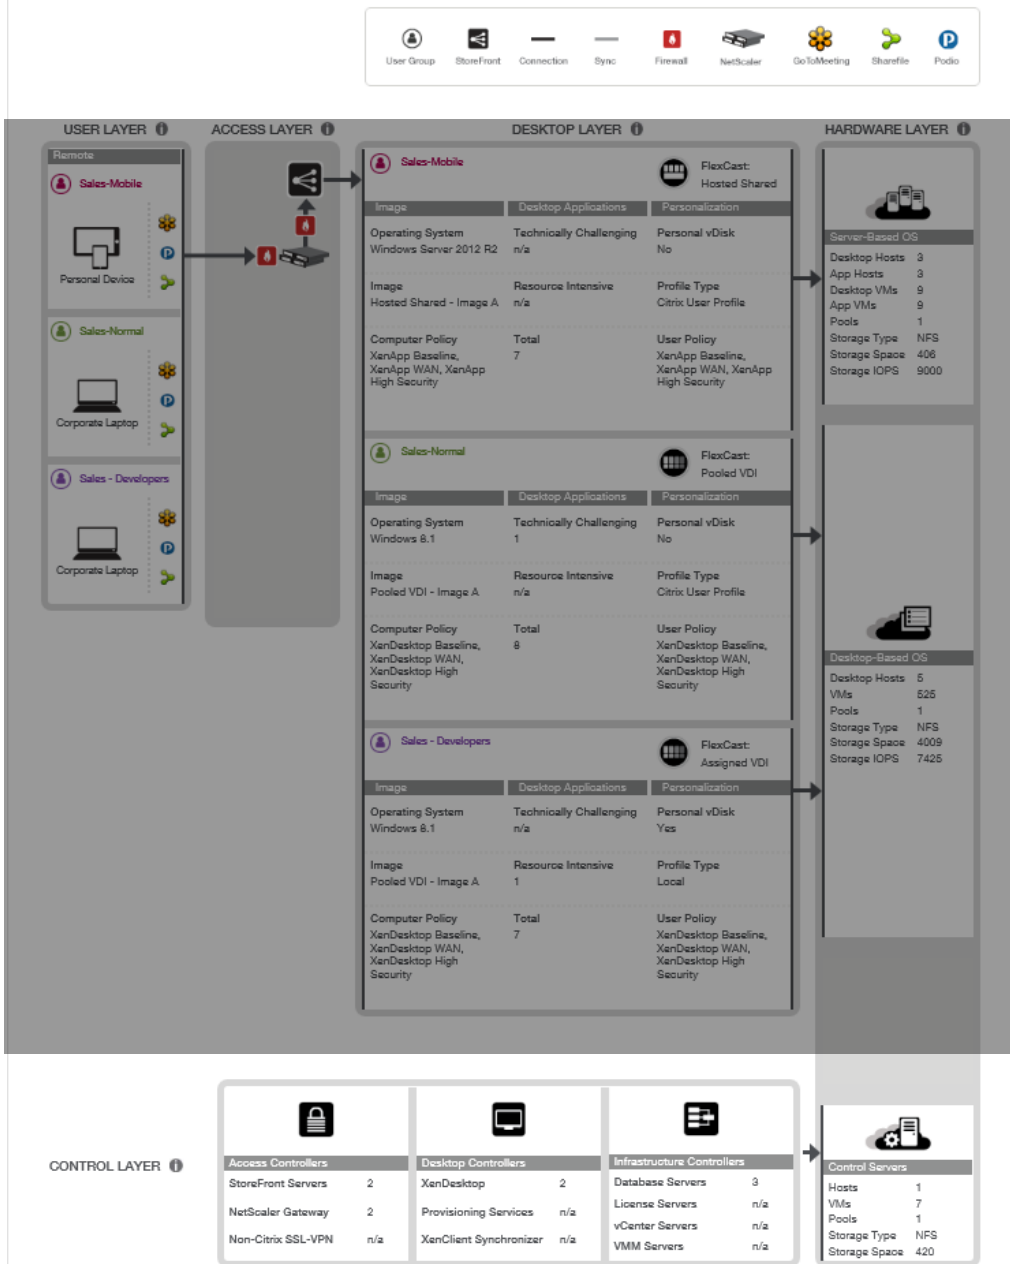 User Group
StoreFront
Connection
Sync
Firewall
NetScaler
GoToMeeting
Sharefile
Podio
USER LAYER
ACCESS LAYER
DESKTOP LAYER
HARDWARE LAYER
Remote
Sales-Mobile
Personal Device
Sales-Normal
Corporate Laptop
Sales - Developers
Corporate Laptop
Sales-Mobile
FlexCast:
Hosted Shared
Image Desktop Applications Personalization
Operating System Technically Challenging Personal vDisk
Windows Server 2012 R2 n/a No
Image Resource Intensive Profile Type
Hosted Shared - Image A n/a Citrix User Profile
Computer Policy Total User Policy
XenApp Baseline, 7 XenApp Baseline,
XenApp WAN, XenApp XenApp WAN, XenApp
High Security High Security
Sales-Normal
FlexCast:
Pooled VDI
Image Desktop Applications Personalization
Operating System Technically Challenging Personal vDisk
Windows 8.1 1 No
Image Resource Intensive Profile Type
Pooled VDI - Image A n/a Citrix User Profile
Computer Policy Total User Policy
XenDesktop Baseline, 8 XenDesktop Baseline,
XenDesktop WAN, XenDesktop WAN,
XenDesktop High XenDesktop High
Security Security
Sales - Developers
FlexCast:
Assigned VDI
Image Desktop Applications Personalization
Operating System Technically Challenging Personal vDisk
Windows 8.1 n/a Yes
Image Resource Intensive Profile Type
Pooled VDI - Image A 1 Local
Computer Policy Total User Policy
XenDesktop Baseline, 7 XenDesktop Baseline,
XenDesktop WAN, XenDesktop WAN,
XenDesktop High XenDesktop High
Security Security
Server-Based OS
Desktop Hosts 3
App Hosts 3
Desktop VMs 9
App VMs 9
Pools 1
Storage Type NFS
Storage Space 406
Storage IOPS 9000
Desktop-Based OS
Desktop Hosts 5
VMs 525
Pools 1
Storage Type NFS
Storage Space 4009
Storage IOPS 7425
CONTROL LAYER
Access Controllers
StoreFront Servers 2
NetScaler Gateway 2
Non-Citrix SSL-VPN n/a
Desktop Controllers
XenDesktop 2
Provisioning Services n/a
XenClient Synchronizer n/a
Infrastructure Controllers
Database Servers 3
License Servers n/a
vCenter Servers n/a
VMM Servers n/a
Control Servers
Hosts 1
VMs 7
Pools 1
Storage Type NFS
Storage Space 420